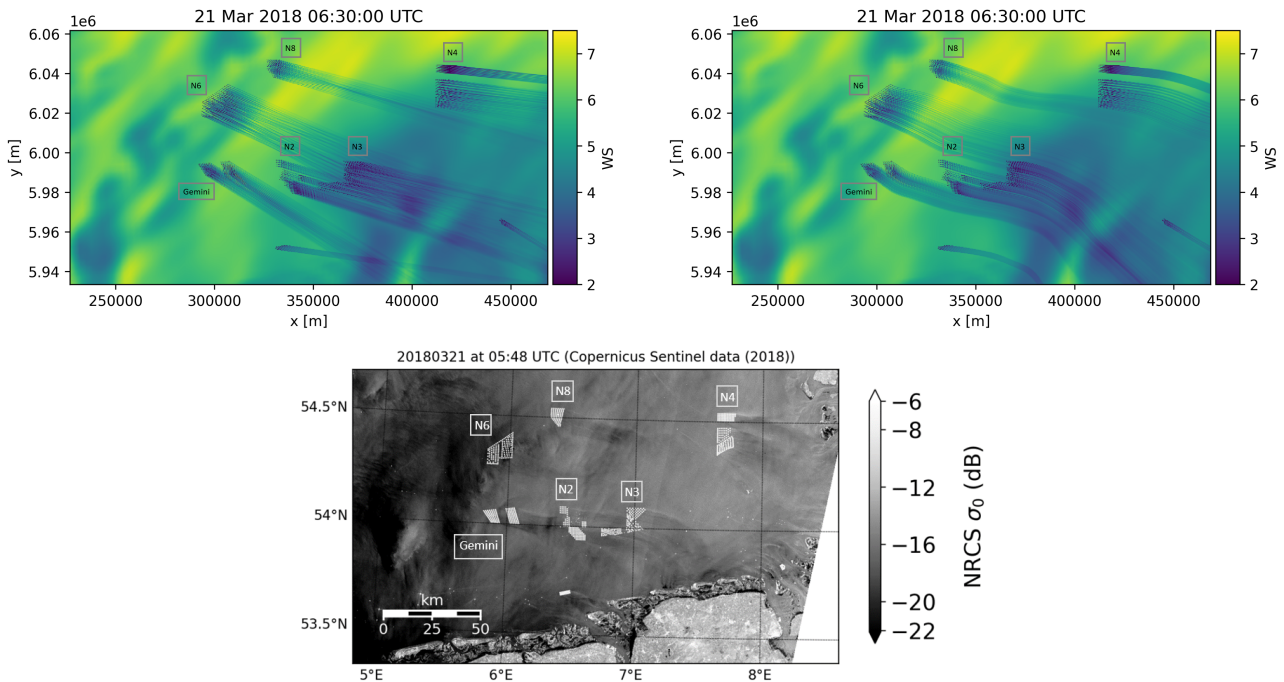 21 Mar 2018 06:30:00 UTC
1e6
6.06
6.04
6.02
6.00
5.98
5.96
5.94
y [m]
N8
N4
N6
N2
N3
Gemini
250000 300000 350000 400000 450000
x [m]
7
6
5
4
3
2
WS
21 Mar 2018 06:30:00 UTC
1e6
6.06
6.04
6.02
6.00
5.98
5.96
5.94
y [m]
N8
N4
N6
N2
N3
Gemini
250000 300000 350000 400000 450000
x [m]
7
6
5
4
3
2
WS
20180321 at 05:48 UTC (Copernicus Sentinel data (2018))
54.5°N
54°N
53.5°N
N8
N4
N6
N2
N3
Gemini
km
0 25 50
5°E 6°E 7°E 8°E
−6
−8
−12
−16
−20
−22
NRCS σ0 (dB)